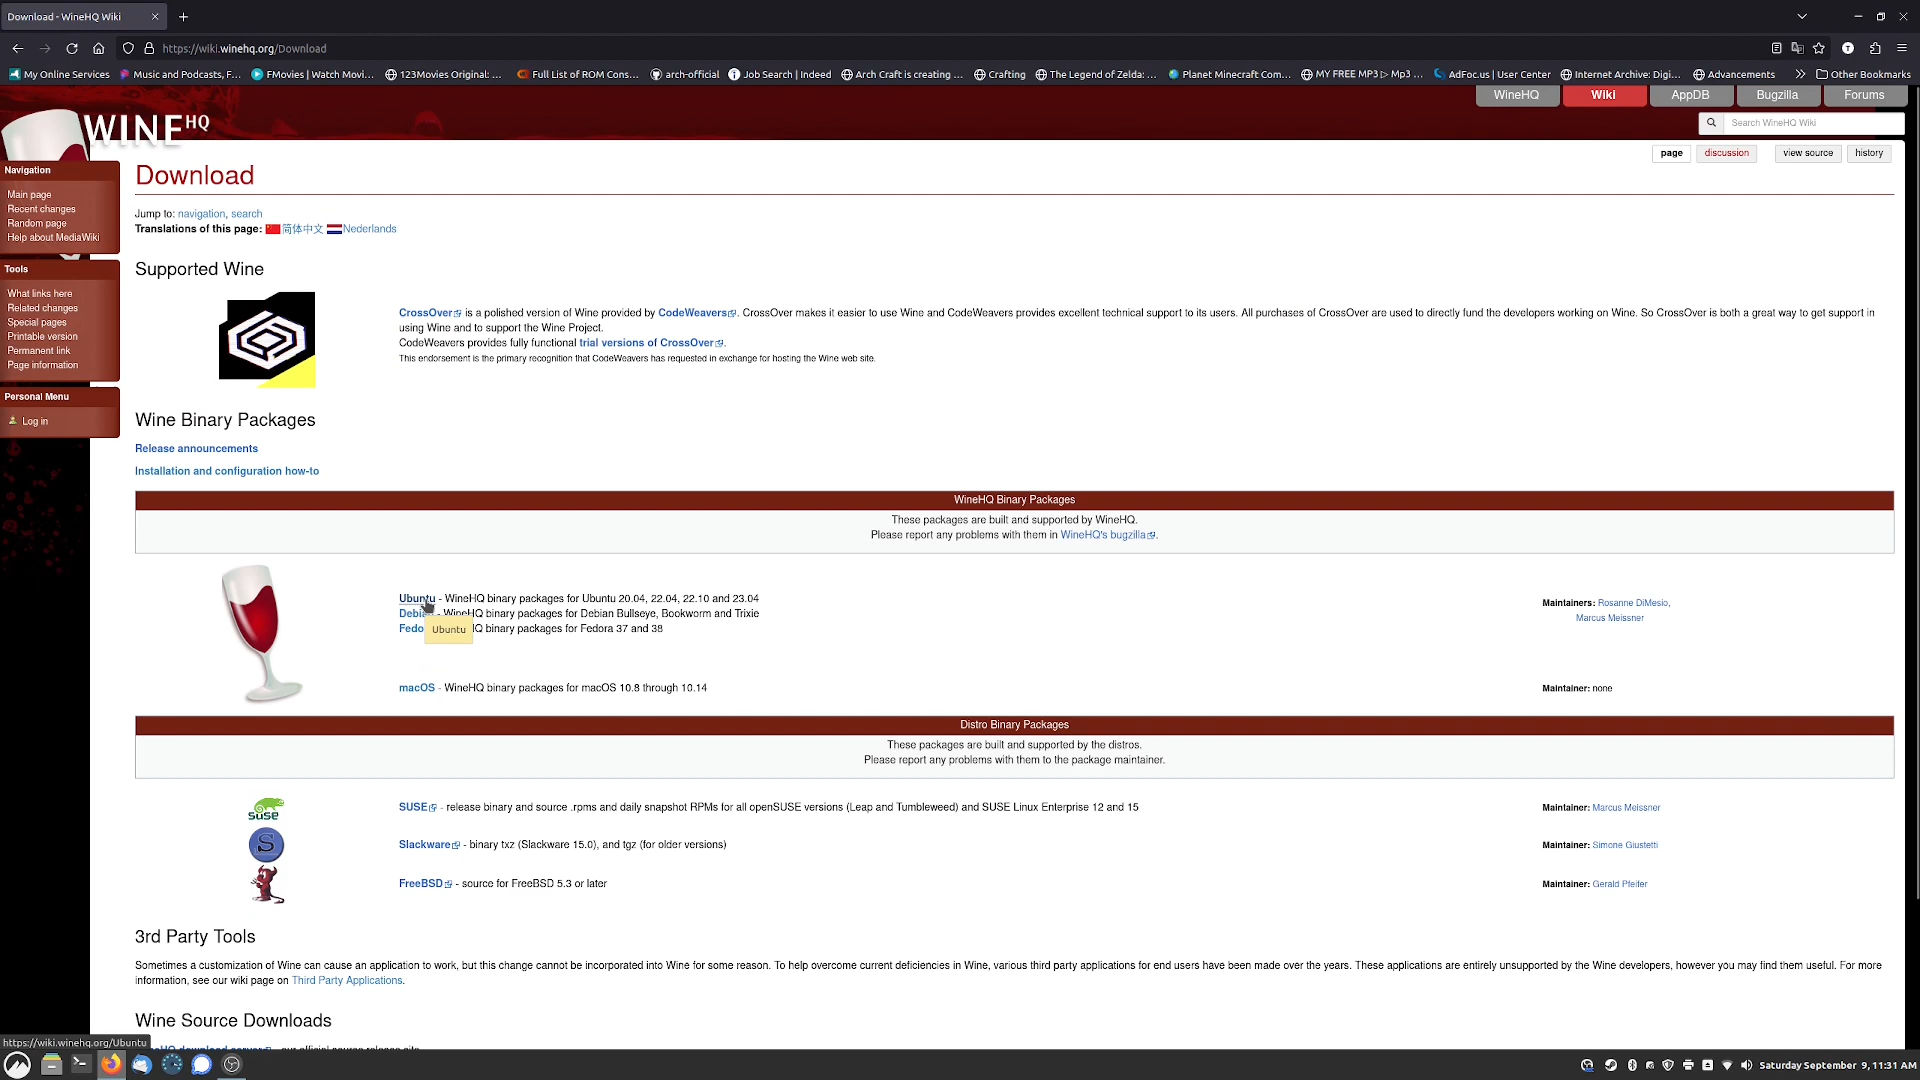 Download - WineHQ Wiki
https://wiki.winehq.org/Download
My Online Services
Music and Podcasts, F...
FMovies | Watch Movi...
123Movies Original: ...
Full List of ROM Cons...
arch-official
Job Search | Indeed
Arch Craft is creating ...
Crafting
The Legend of Zelda: ...
Planet Minecraft Com...
MY FREE MP3 ▷ Mp3 ...
AdFoc.us | User Center
Internet Archive: Digi...
Advancements
Other Bookmarks
WINE HQ
WineHQ
Wiki
AppDB
Bugzilla
Forums
Search WineHQ Wiki
page
discussion
view source
history
Navigation
Main page
Recent changes
Random page
Help about MediaWiki
Tools
What links here
Related changes
Special pages
Printable version
Permanent link
Page information
Personal Menu
Log in
Download
Jump to: navigation, search
Translations of this page: 简体中文 Nederlands
Supported Wine
CrossOver is a polished version of Wine provided by CodeWeavers. CrossOver makes it easier to use Wine and CodeWeavers provides excellent technical support to its users. All purchases of CrossOver are used to directly fund the developers working on Wine. So CrossOver is both a great way to get support in
using Wine and to support the Wine Project.
CodeWeavers provides fully functional trial versions of CrossOver.
This endorsement is the primary recognition that CodeWeavers has requested in exchange for hosting the Wine web site.
Wine Binary Packages
Release announcements
Installation and configuration how-to
WineHQ Binary Packages
These packages are built and supported by WineHQ.
Please report any problems with them in WineHQ's bugzilla.
Ubuntu - WineHQ binary packages for Ubuntu 20.04, 22.04, 22.10 and 23.04
Debia - WineHQ binary packages for Debian Bullseye, Bookworm and Trixie
Fedo Ubuntu HQ binary packages for Fedora 37 and 38
Maintainers: Rosanne DiMesio,
Marcus Meissner
macOS - WineHQ binary packages for macOS 10.8 through 10.14
Maintainer: none
Distro Binary Packages
These packages are built and supported by the distros.
Please report any problems with them to the package maintainer.
SUSE
SUSE - release binary and source .rpms and daily snapshot RPMs for all openSUSE versions (Leap and Tumbleweed) and SUSE Linux Enterprise 12 and 15
Maintainer: Marcus Meissner
Slackware - binary txz (Slackware 15.0), and tgz (for older versions)
Maintainer: Simone Giustetti
FreeBSD - source for FreeBSD 5.3 or later
Maintainer: Gerald Pfeifer
3rd Party Tools
Sometimes a customization of Wine can cause an application to work, but this change cannot be incorporated into Wine for some reason. To help overcome current deficiencies in Wine, various third party applications for end users have been made over the years. These applications are entirely unsupported by the Wine developers, however you may find them useful. For more
information, see our wiki page on Third Party Applications.
Wine Source Downloads
https://wiki.winehq.org/Ubuntu
Saturday September 9, 11:31 AM